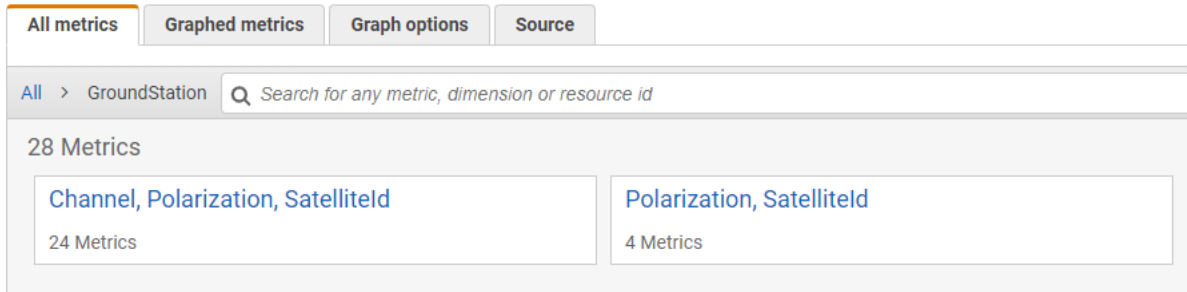 All metrics Graphed metrics Graph options Source
All > GroundStation Search for any metric, dimension or resource id
28 Metrics
Channel, Polarization, SatelliteId Polarization, SatelliteId
24 Metrics 4 Metrics